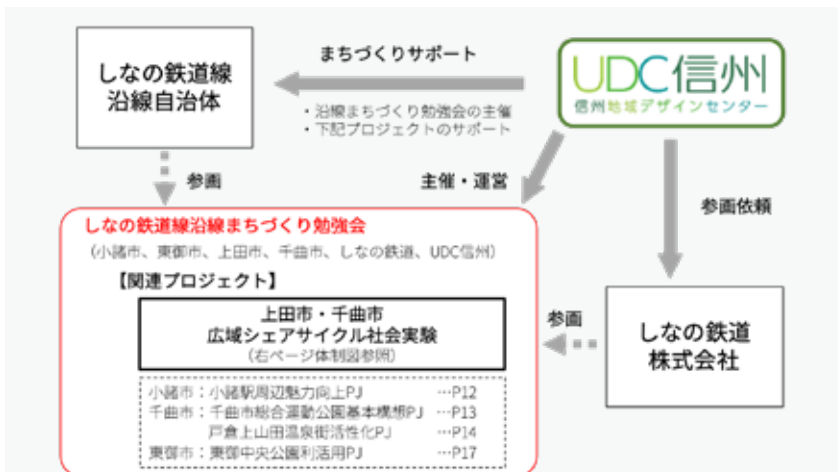 しなの鉄道線
沿線自治体
まちづくりサポート
・沿線まちづくり勉強会の主催
・下記プロジェクトのサポート
UDC信州
信州地域デザインセンター
参画
主催・運営
参画依頼
しなの鉄道線沿線まちづくり勉強会
（小諸市、東御市、上田市、千曲市、しなの鉄道、UDC信州）
【関連プロジェクト】
上田市・千曲市
広域シェアサイクル社会実験
（右ページ体制図参照）
小諸市：小諸駅周辺魅力向上PJ …P12
千曲市：千曲市総合運動公園基本構想PJ …P13
戸倉上山田温泉街活性化PJ …P14
東御市：東御中央公園利活用PJ …P17
参画
しなの鉄道
株式会社